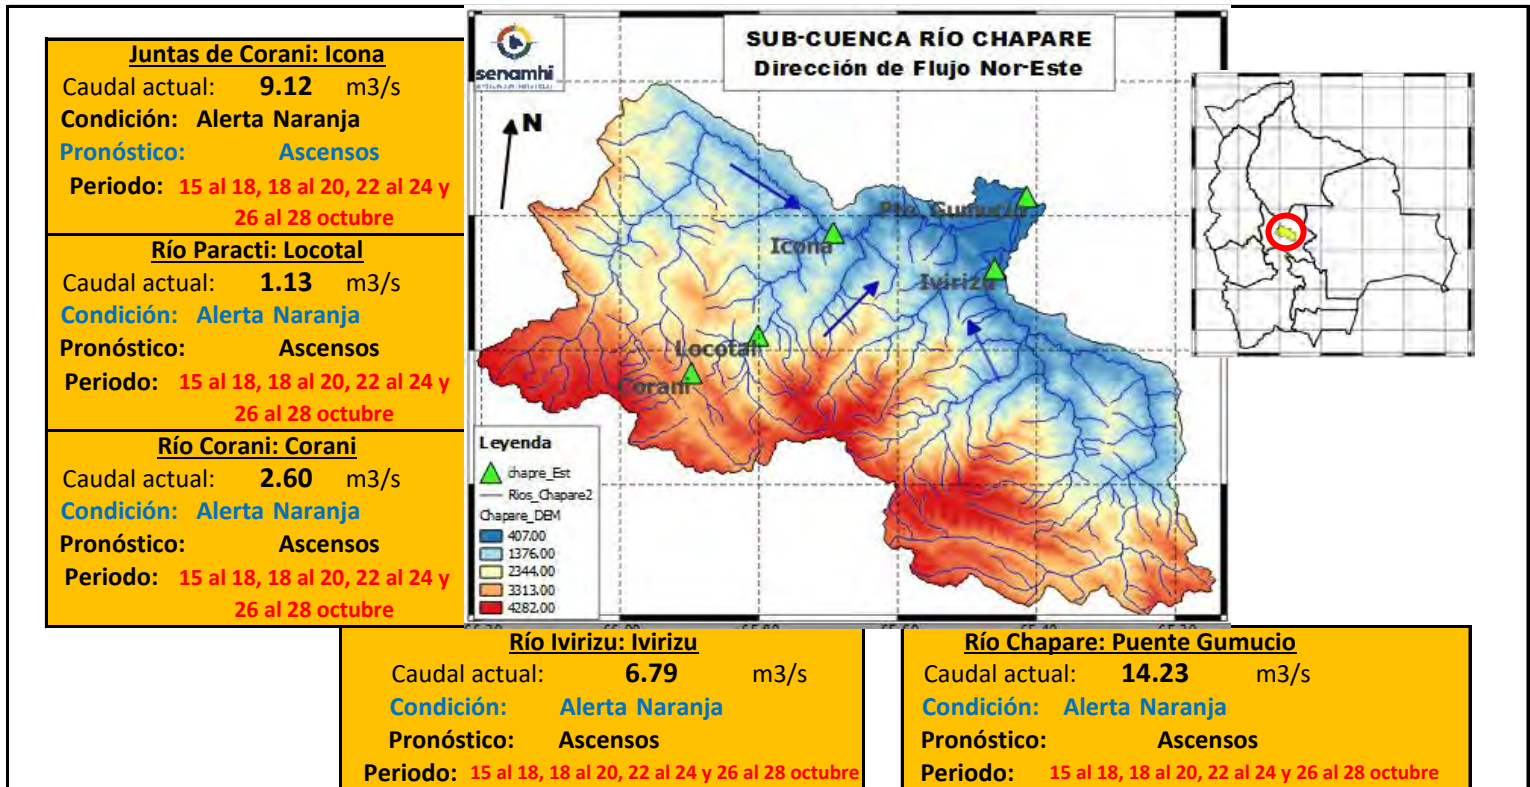 Juntas de Corani: Icona
Caudal actual: 9.12 m3/s
Condición: Alerta Naranja
Pronóstico: Ascensos
Periodo: 15 al 18, 18 al 20, 22 al 24 y
26 al 28 octubre
Río Paracti: Locotal
Caudal actual: 1.13 m3/s
Condición: Alerta Naranja
Pronóstico: Ascensos
Periodo: 15 al 18, 18 al 20, 22 al 24 y
26 al 28 octubre
Río Corani: Corani
Caudal actual: 2.60 m3/s
Condición: Alerta Naranja
Pronóstico: Ascensos
Periodo: 15 al 18, 18 al 20, 22 al 24 y
26 al 28 octubre
senamhi
SUB-CUENCA RÍO CHAPARE
Dirección de Flujo Nor-Este
N
Pto. Gumucio
Icona
Ivirizu
Locotal
Corani
Leyenda
chapre_Est
Rios_Chapare2
Chapare_DEM
407.00
1376.00
2344.00
3313.00
4282.00
Río Ivirizu: Ivirizu
Caudal actual: 6.79 m3/s
Condición: Alerta Naranja
Pronóstico: Ascensos
Periodo: 15 al 18, 18 al 20, 22 al 24 y 26 al 28 octubre
Río Chapare: Puente Gumucio
Caudal actual: 14.23 m3/s
Condición: Alerta Naranja
Pronóstico: Ascensos
Periodo: 15 al 18, 18 al 20, 22 al 24 y 26 al 28 octubre